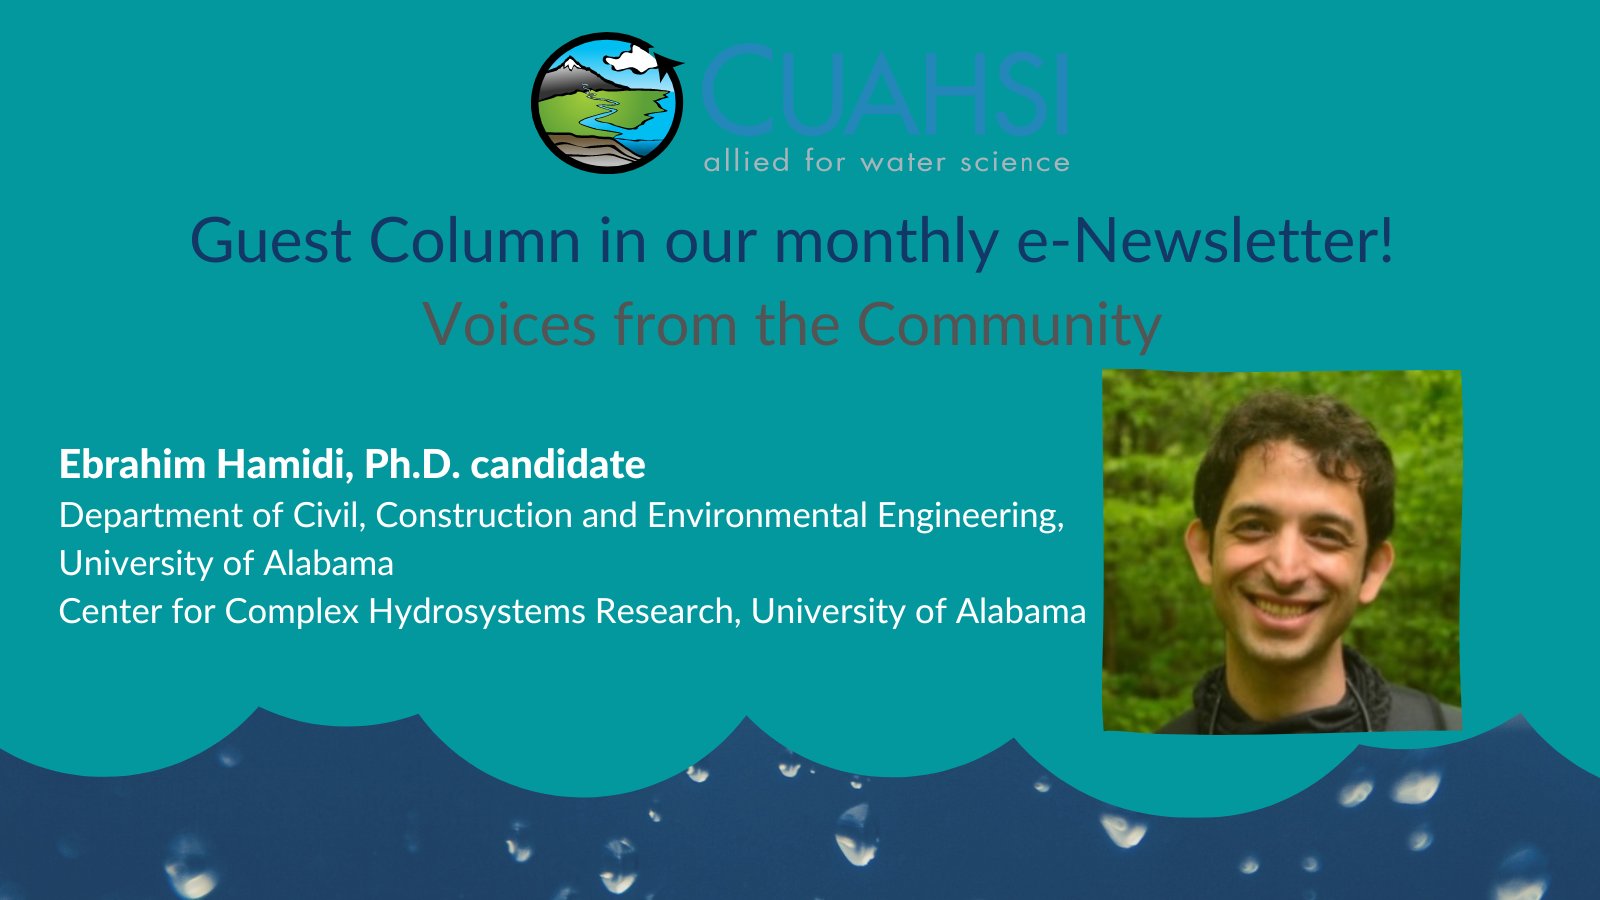 CUAHSI
allied for water science
Guest Column in our monthly e-Newsletter!
Voices from the Community
Ebrahim Hamidi, Ph.D. candidate
Department of Civil, Construction and Environmental Engineering,
University of Alabama
Center for Complex Hydrosystems Research, University of Alabama